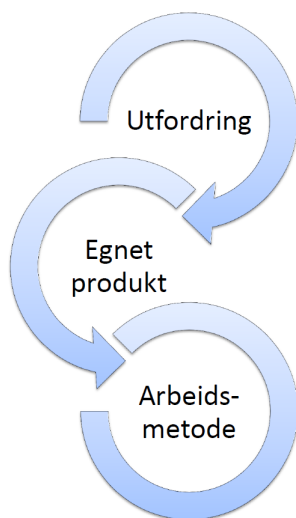 Utfordring
Egnet
produkt
Arbeids-
metode